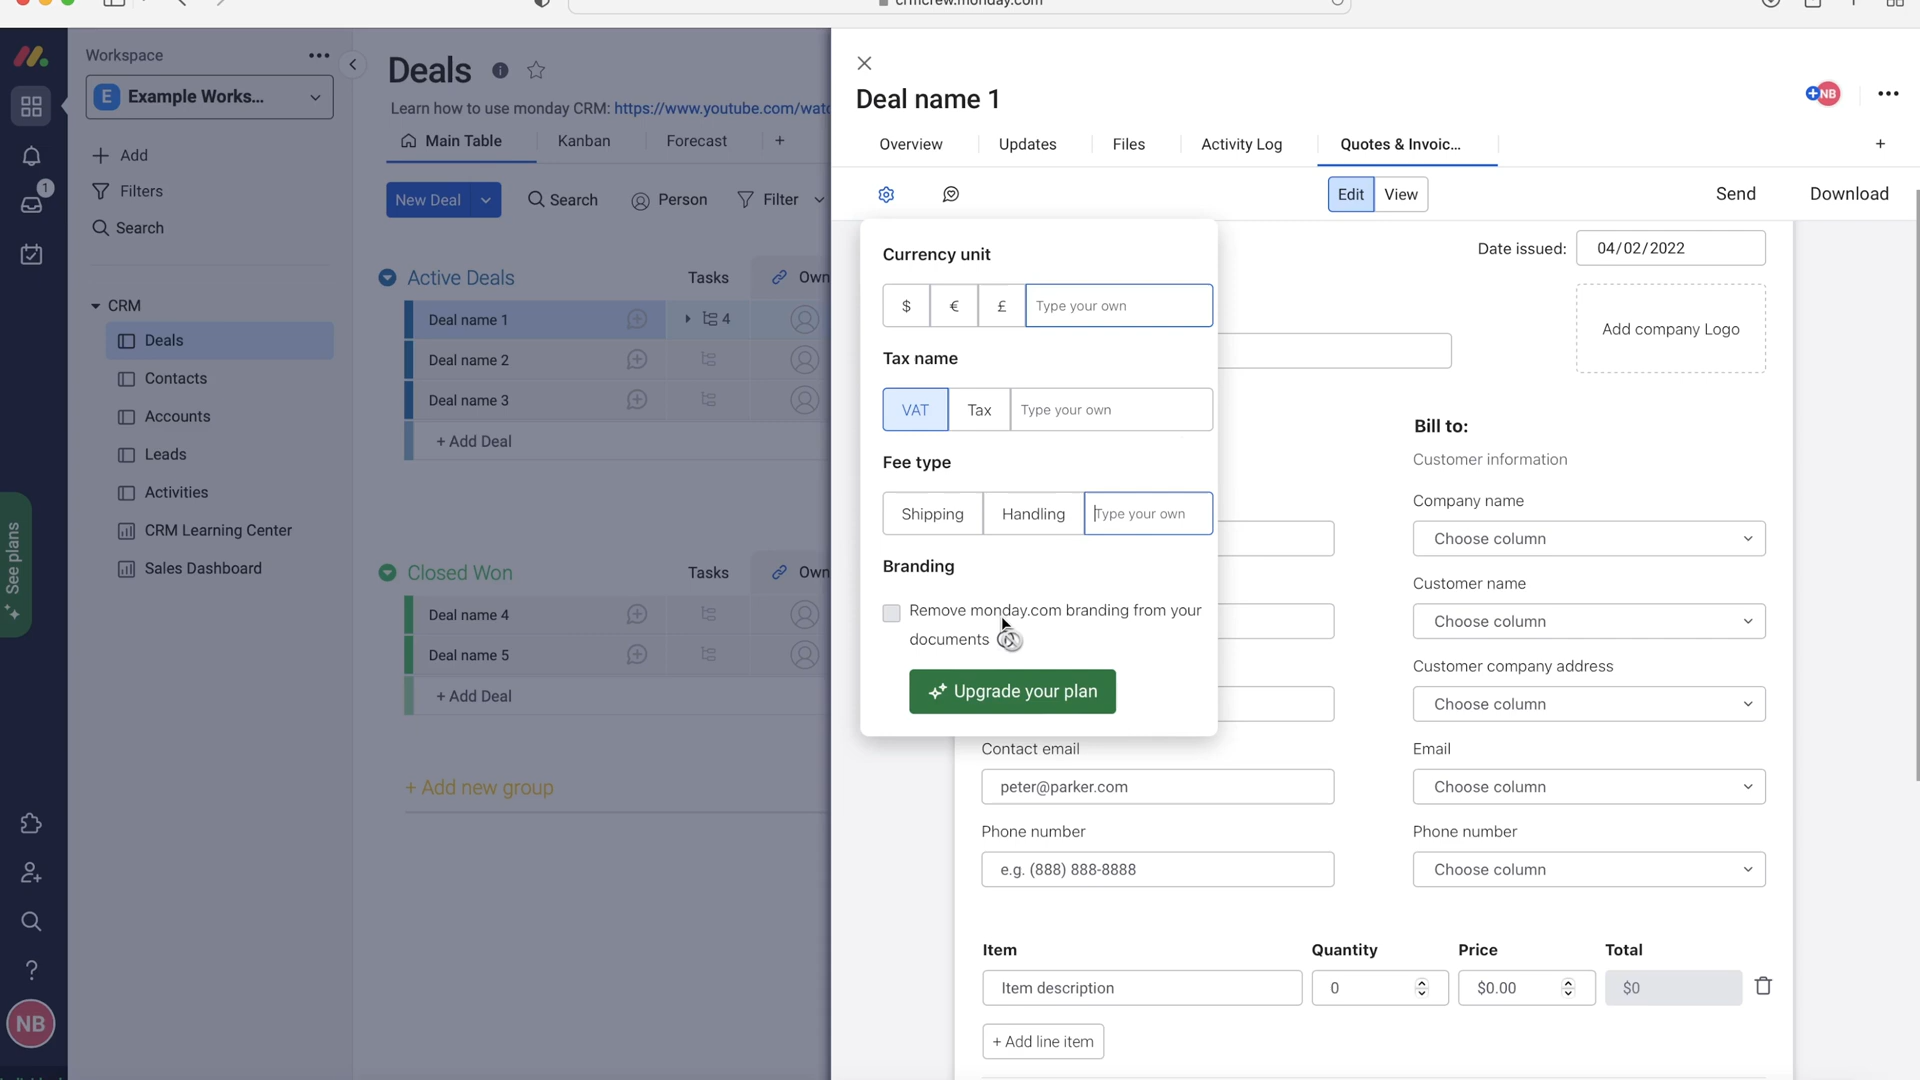 crmcrew.monday.com
Workspace
E Example Works...
Add
Filters
Search
CRM
Deals
Contacts
Accounts
Leads
Activities
CRM Learning Center
Sales Dashboard
1
See plans
?
NB
Deals
Learn how to use monday CRM: https://www.youtube.com/watc
Main Table
Kanban
Forecast
+
New Deal
Search
Person
Filter
Active Deals
Tasks
Own
Deal name 1
4
Deal name 2
Deal name 3
+ Add Deal
Closed Won
Tasks
Own
Deal name 4
Deal name 5
+ Add Deal
+ Add new group
Deal name 1
NB
Overview
Updates
Files
Activity Log
Quotes & Invoic...
+
Edit
View
Send
Download
Currency unit
$
€
£
Type your own
Tax name
VAT
Tax
Type your own
Fee type
Shipping
Handling
Type your own
Branding
Remove monday.com branding from your
documents
Upgrade your plan
Date issued:
04/02/2022
Add company Logo
Bill to:
Customer information
Company name
Choose column
Customer name
Choose column
Customer company address
Choose column
Contact email
peter@parker.com
Email
Choose column
Phone number
e.g. (888) 888-8888
Phone number
Choose column
Item
Quantity
Price
Total
Item description
0
$0.00
$0
+ Add line item